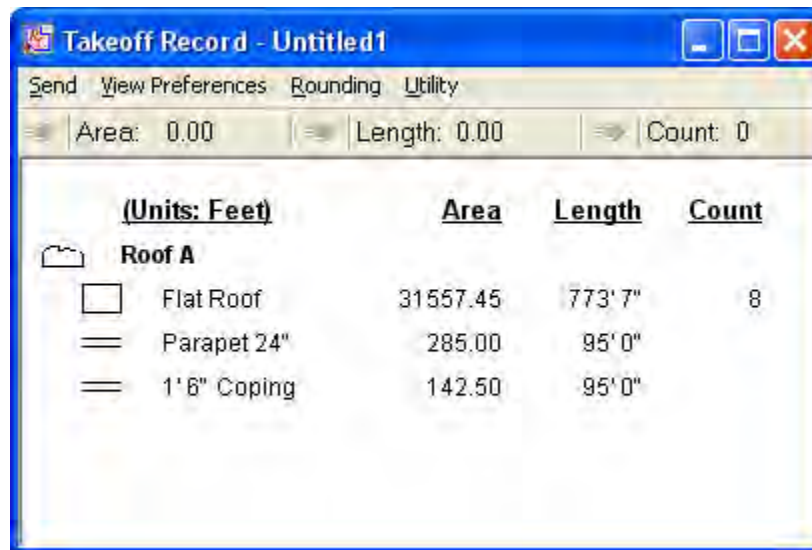 Takeoff Record - Untitled1
Send View Preferences Rounding Utility
Area: 0.00 Length: 0.00 Count: 0
(Units: Feet) Area Length Count
Roof A
Flat Roof 31557.45 773'7" 8
Parapet 24" 285.00 95'0"
1'6" Coping 142.50 95'0"